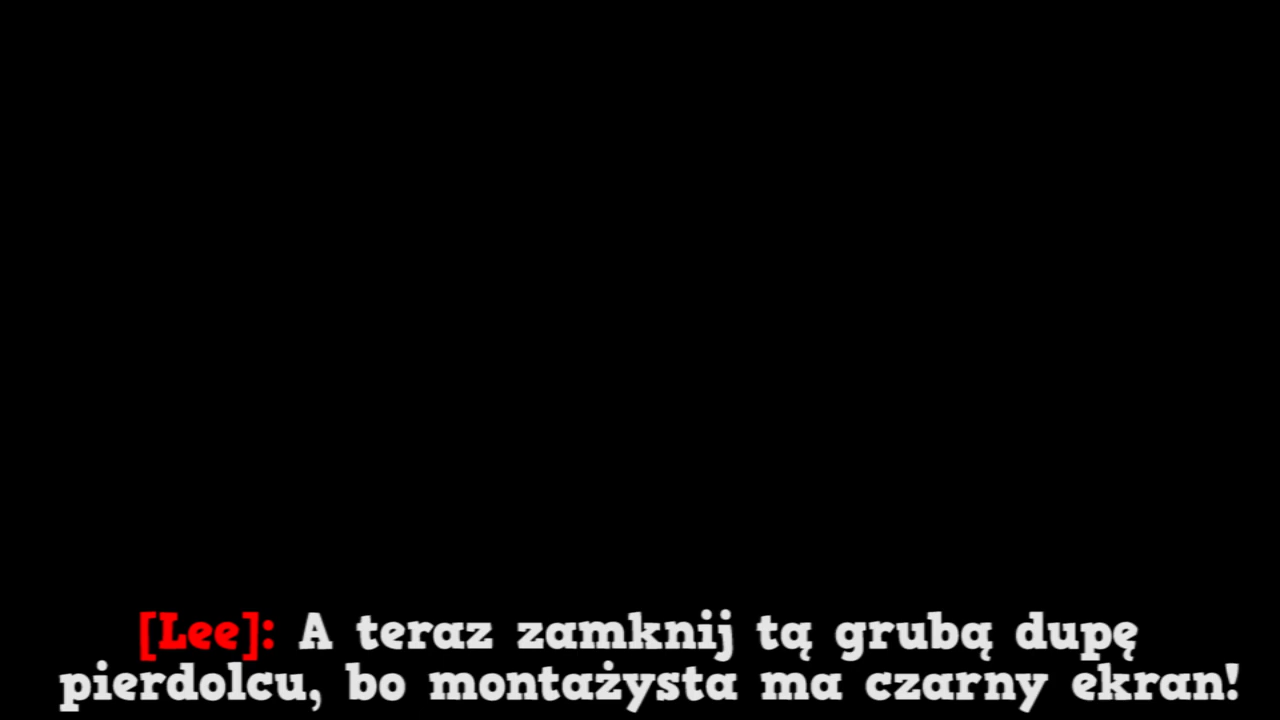 [Lee]: A teraz zamknij tą grubą dupę
pierdolcu, bo montażysta ma czarny ekran!